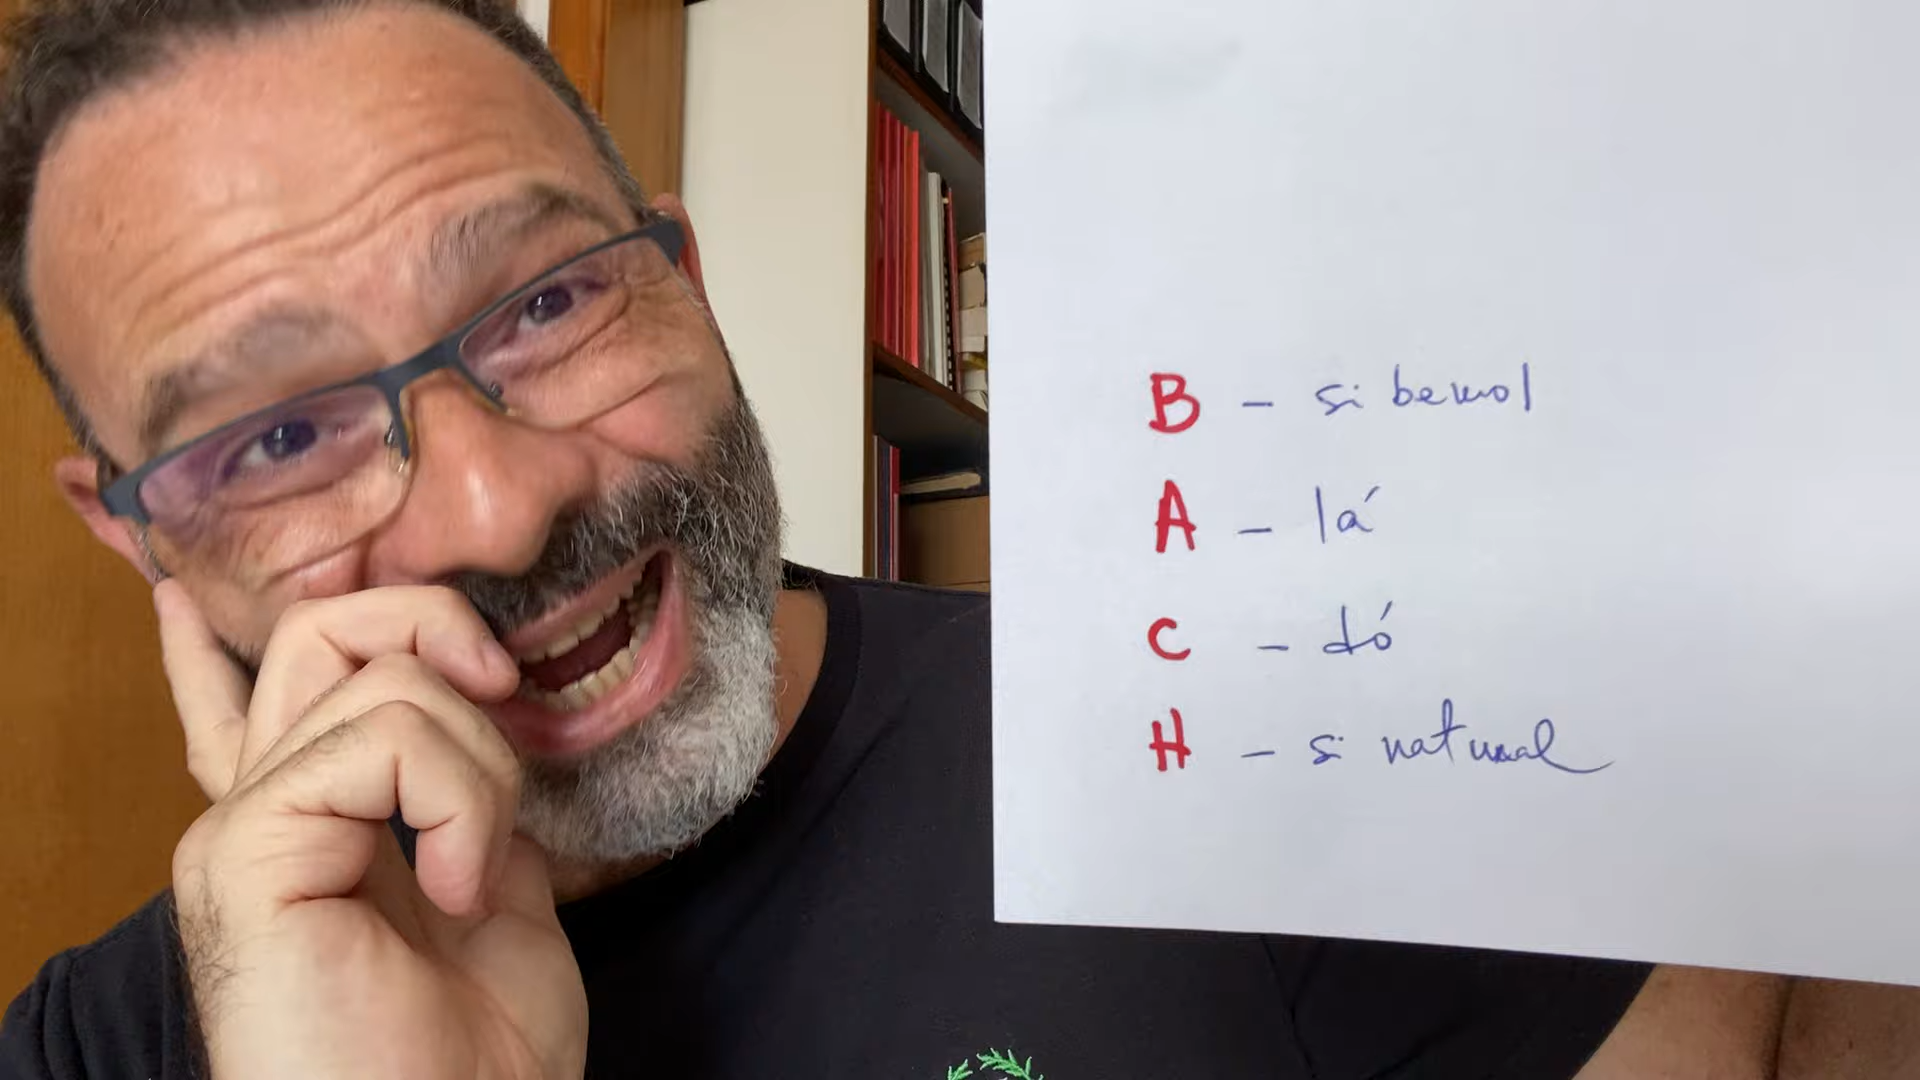 B - si bemol
A - lá
C - dó
H - si natural